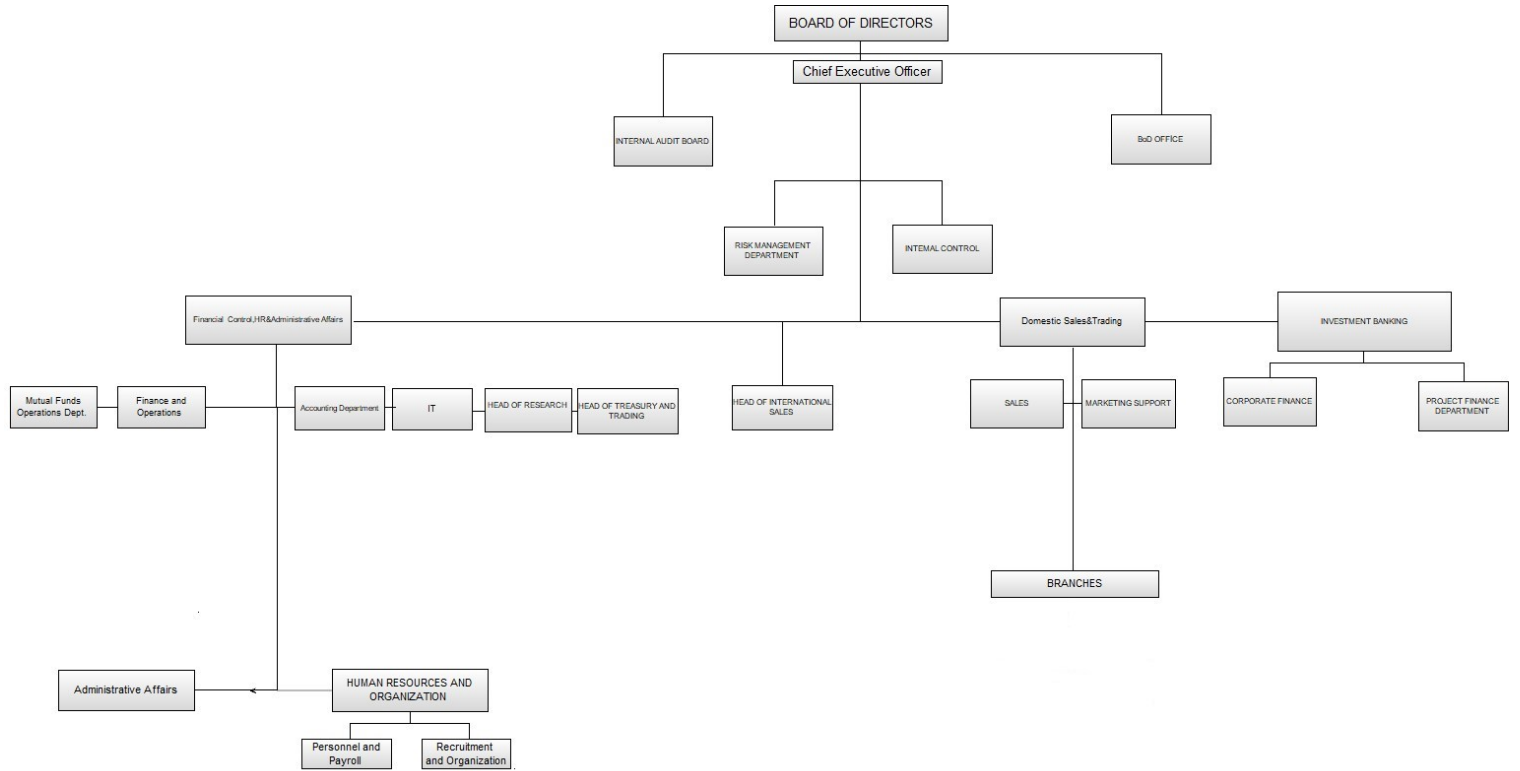 BOARD OF DIRECTORS
Chief Executive Officer
INTERNAL AUDIT BOARD
BoD OFFİCE
RISK MANAGEMENT
DEPARTMENT
INTEMAL CONTROL
Financial Control,HR&Administrative Affairs
Domestic Sales&Trading
INVESTMENT BANKING
Mutual Funds
Operations Dept.
Finance and
Operations
Accounting Department
IT
HEAD OF RESEARCH
HEAD OF TREASURY AND
TRADING
HEAD OF INTERNATIONAL
SALES
SALES
MARKETING SUPPORT
CORPORATE FINANCE
PROJECT FINANCE
DEPARTMENT
BRANCHES
Administrative Affairs
HUMAN RESOURCES AND
ORGANIZATION
Personnel and
Payroll
Recruitment
and Organization